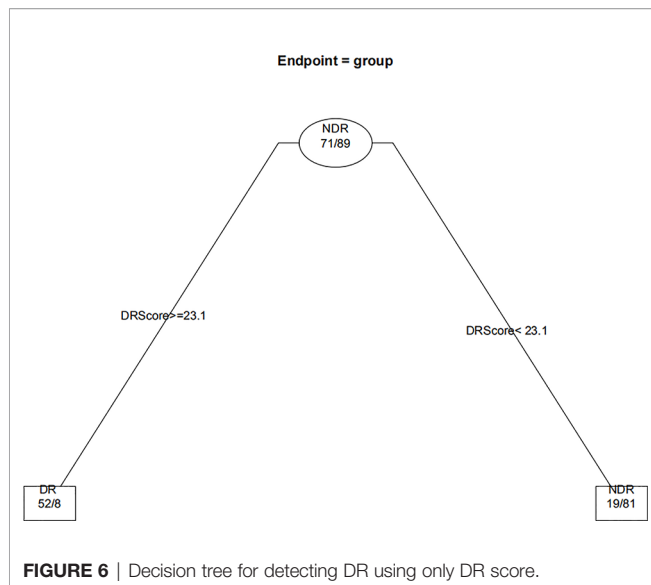 Endpoint = group
NDR
71/89
DRScore>=23.1
DRScore< 23.1
DR
52/8
NDR
19/81
FIGURE 6 | Decision tree for detecting DR using only DR score.